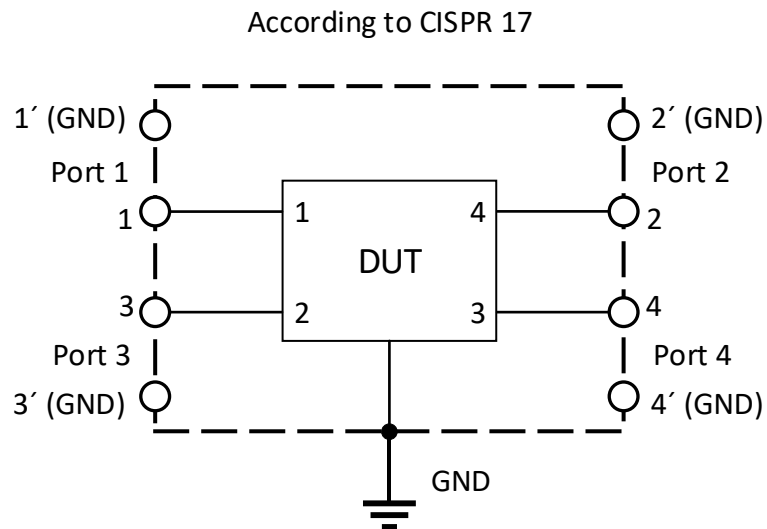 According to CISPR 17
1´ (GND) 2´ (GND)
Port 1 Port 2
1 1 4 2
DUT
3 2 3 4
Port 3 Port 4
3´ (GND) 4´ (GND)
GND